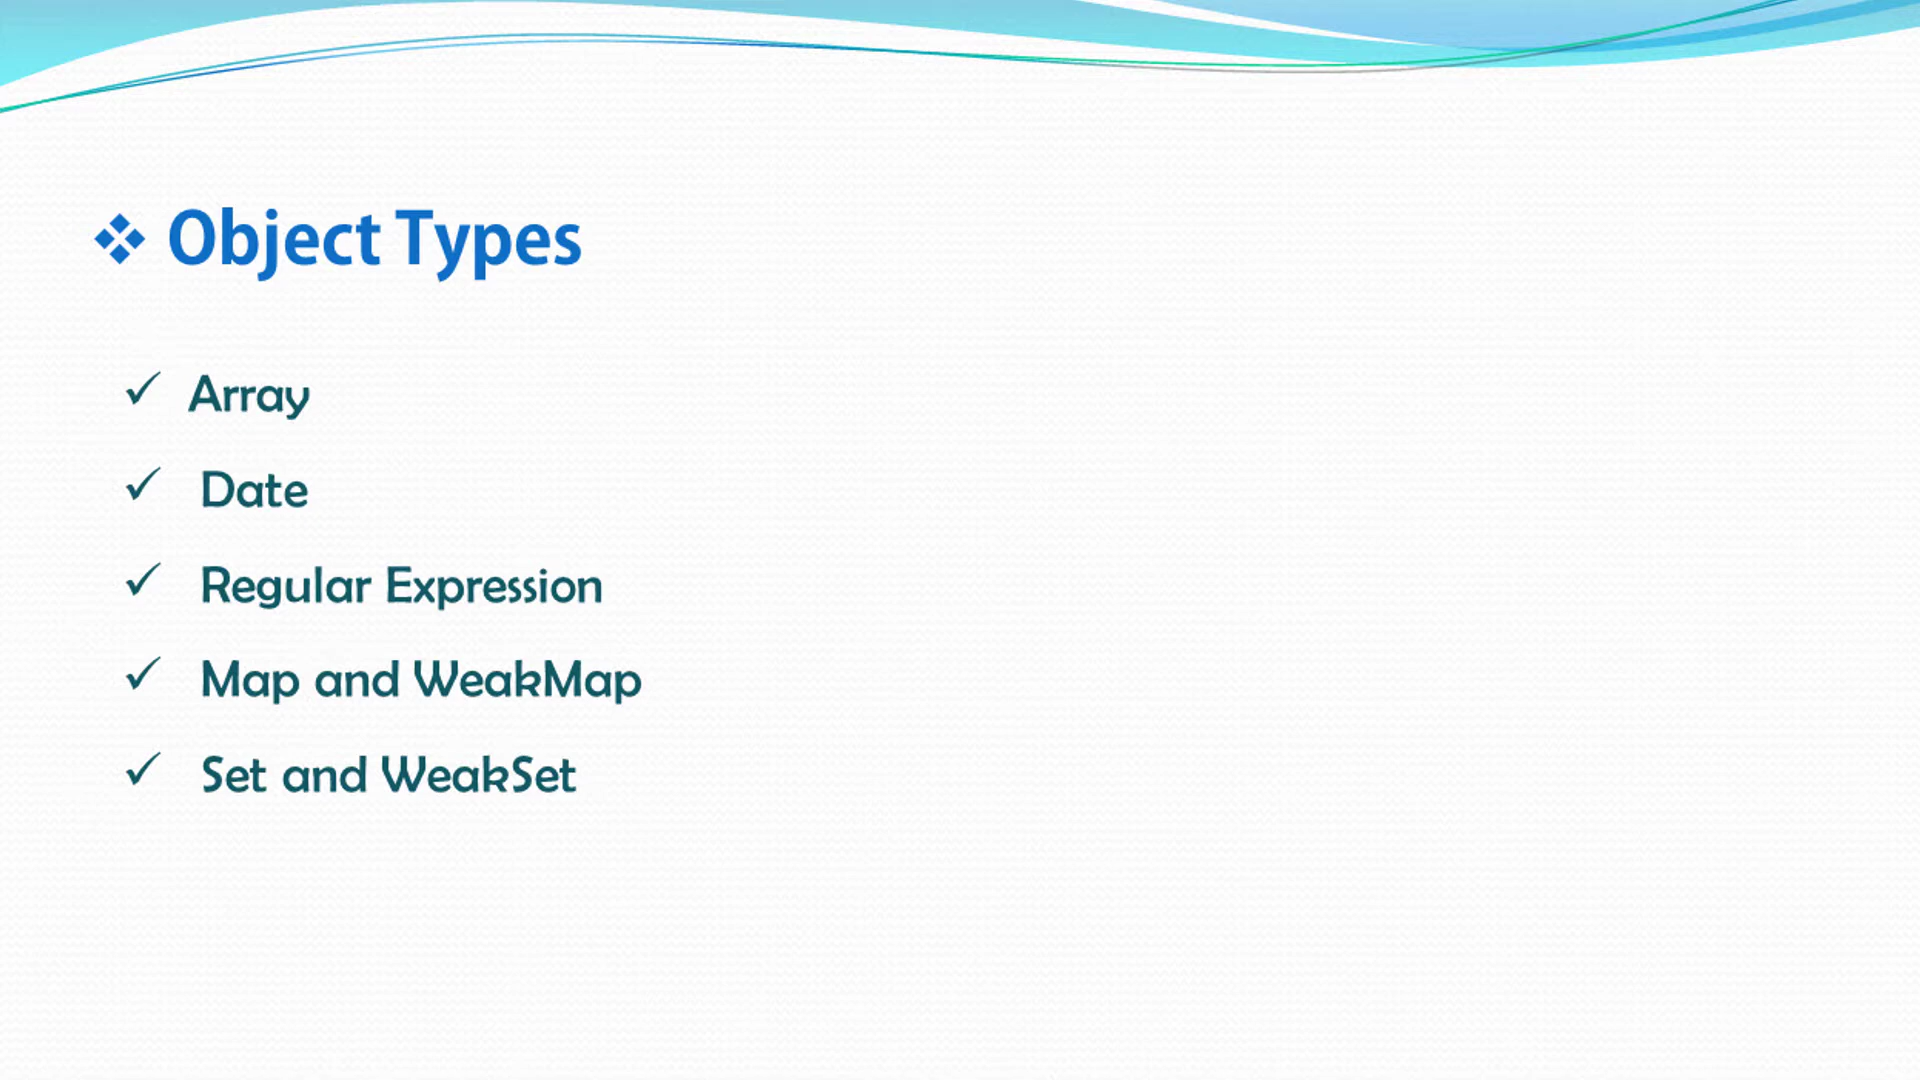 ❖ Object Types
✓ Array
✓ Date
✓ Regular Expression
✓ Map and WeakMap
✓ Set and WeakSet